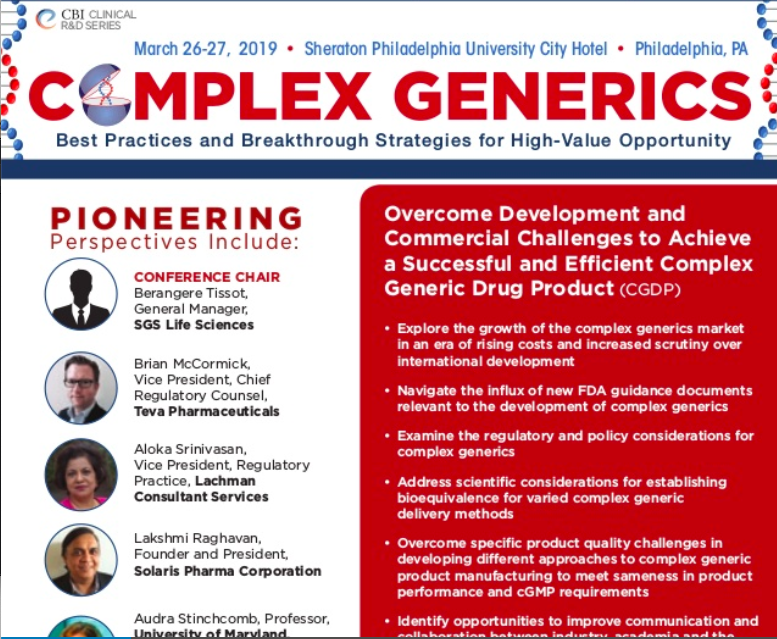 CBI CLINICAL
R&D SERIES
March 26-27, 2019 • Sheraton Philadelphia University City Hotel • Philadelphia, PA
COMPLEX GENERICS
Best Practices and Breakthrough Strategies for High-Value Opportunity
PIONEERING
Perspectives Include:
CONFERENCE CHAIR
Berangere Tissot,
General Manager,
SGS Life Sciences
Brian McCormick,
Vice President, Chief
Regulatory Counsel,
Teva Pharmaceuticals
Aloka Srinivasan,
Vice President, Regulatory
Practice, Lachman
Consultant Services
Lakshmi Raghavan,
Founder and President,
Solaris Pharma Corporation
Audra Stinchcomb, Professor,
University of Maryland,
Overcome Development and
Commercial Challenges to Achieve
a Successful and Efficient Complex
Generic Drug Product (CGDP)
• Explore the growth of the complex generics market
in an era of rising costs and increased scrutiny over
international development
• Navigate the influx of new FDA guidance documents
relevant to the development of complex generics
• Examine the regulatory and policy considerations for
complex generics
• Address scientific considerations for establishing
bioequivalence for varied complex generic
delivery methods
• Overcome specific product quality challenges in
developing different approaches to complex generic
product manufacturing to meet sameness in product
performance and cGMP requirements
• Identify opportunities to improve communication and
collaboration between industry, academia and the